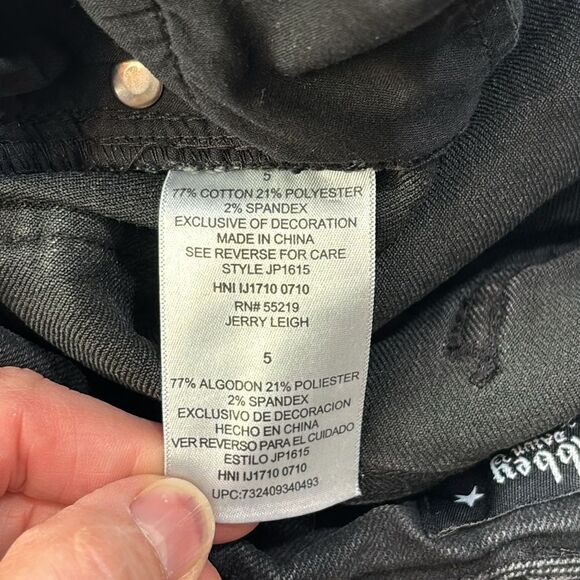 5
77% COTTON 21% POLYESTER
2% SPANDEX
EXCLUSIVE OF DECORATION
MADE IN CHINA
SEE REVERSE FOR CARE
STYLE JP1615
HNI IJ1710 0710
RN# 55219
JERRY LEIGH
5
77% ALGODON 21% POLIESTER
2% SPANDEX
EXCLUSIVO DE DECORACION
HECHO EN CHINA
VER REVERSO PARA EL CUIDADO
ESTILO JP1615
HNI IJ1710 0710
UPC:732409340493